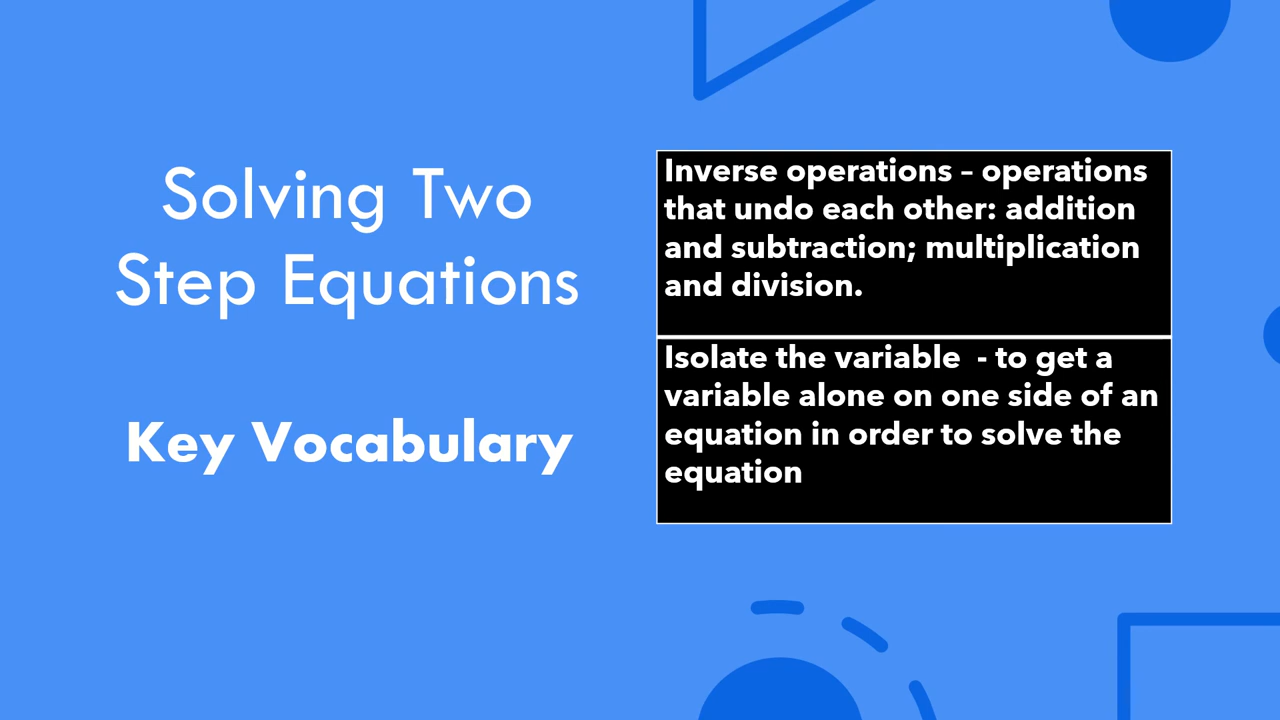 Solving Two
Step Equations
Key Vocabulary
Inverse operations – operations
that undo each other: addition
and subtraction; multiplication
and division.
Isolate the variable  - to get a
variable alone on one side of an
equation in order to solve the
equation